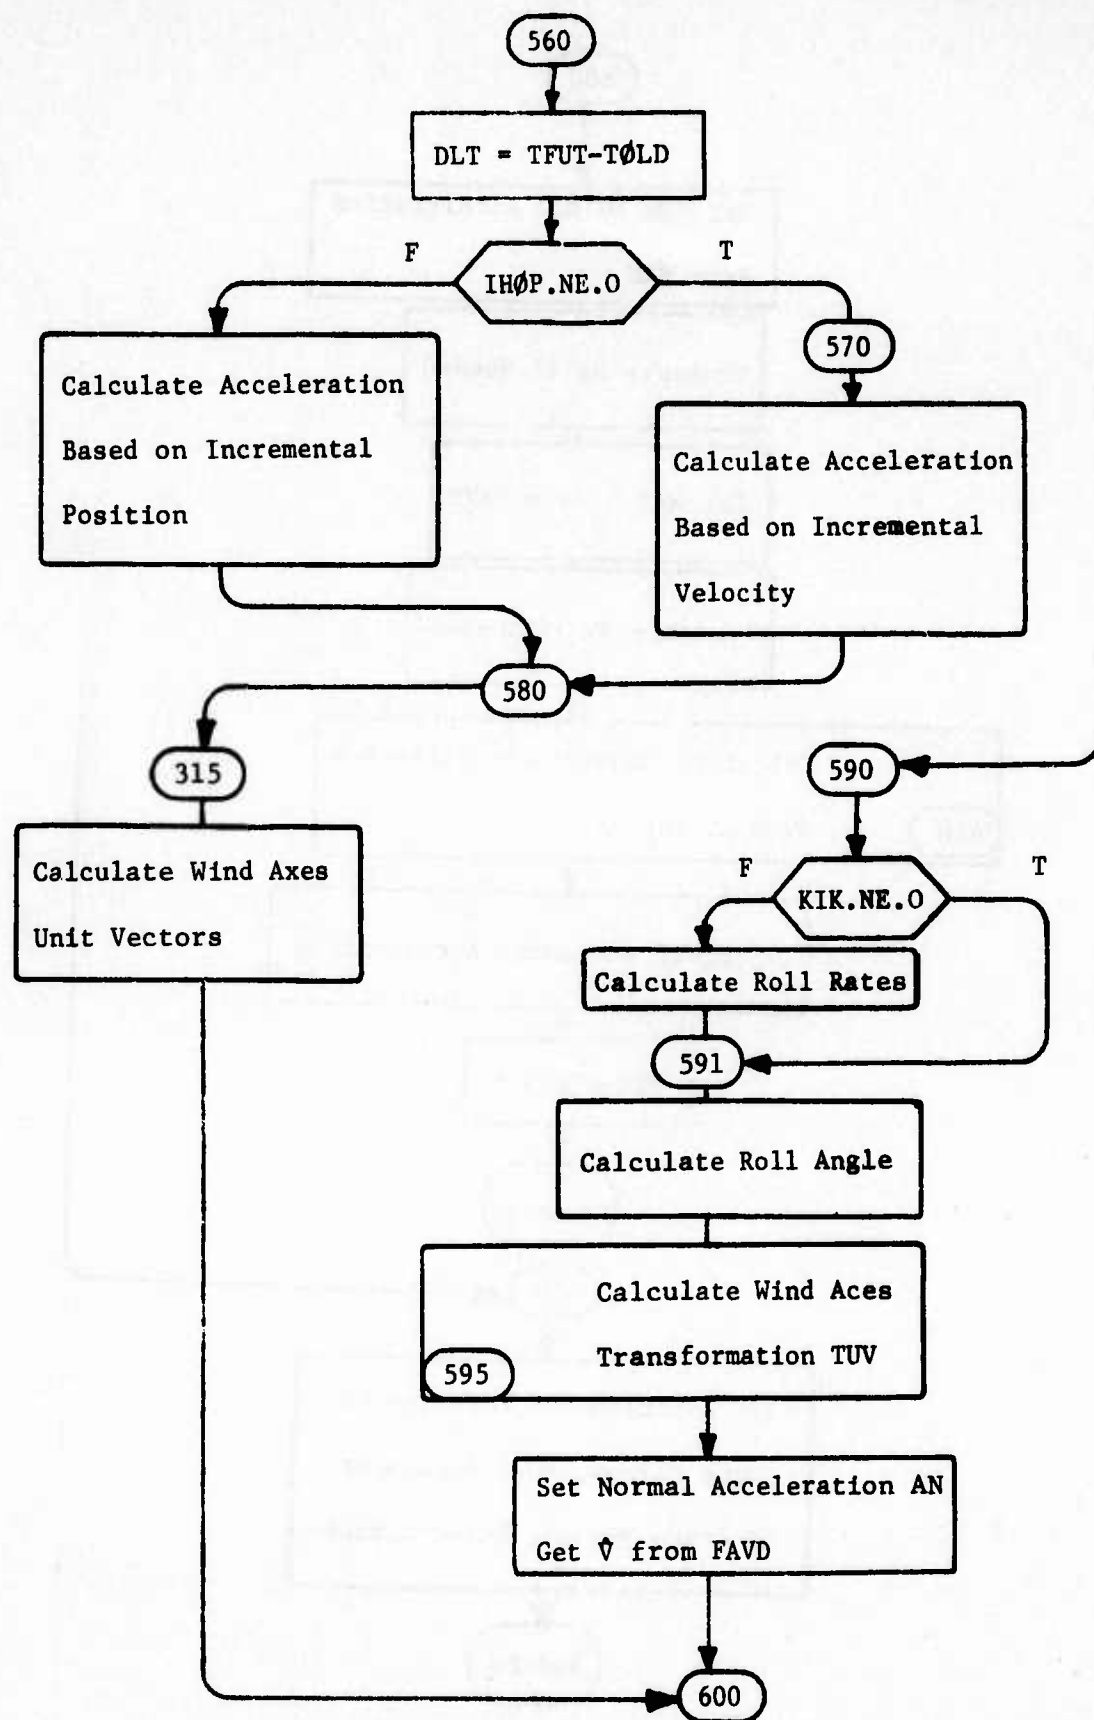 560
DLT = TFUT-TØLD
F
IHØP.NE.O
T
570
Calculate Acceleration
Based on Incremental
Position
Calculate Acceleration
Based on Incremental
Velocity
580
315
590
Calculate Wind Axes
Unit Vectors
F
KIK.NE.O
T
Calculate Roll Rates
591
Calculate Roll Angle
Calculate Wind Aces
Transformation TUV
595
Set Normal Acceleration AN
Get V̂ from FAVD
600